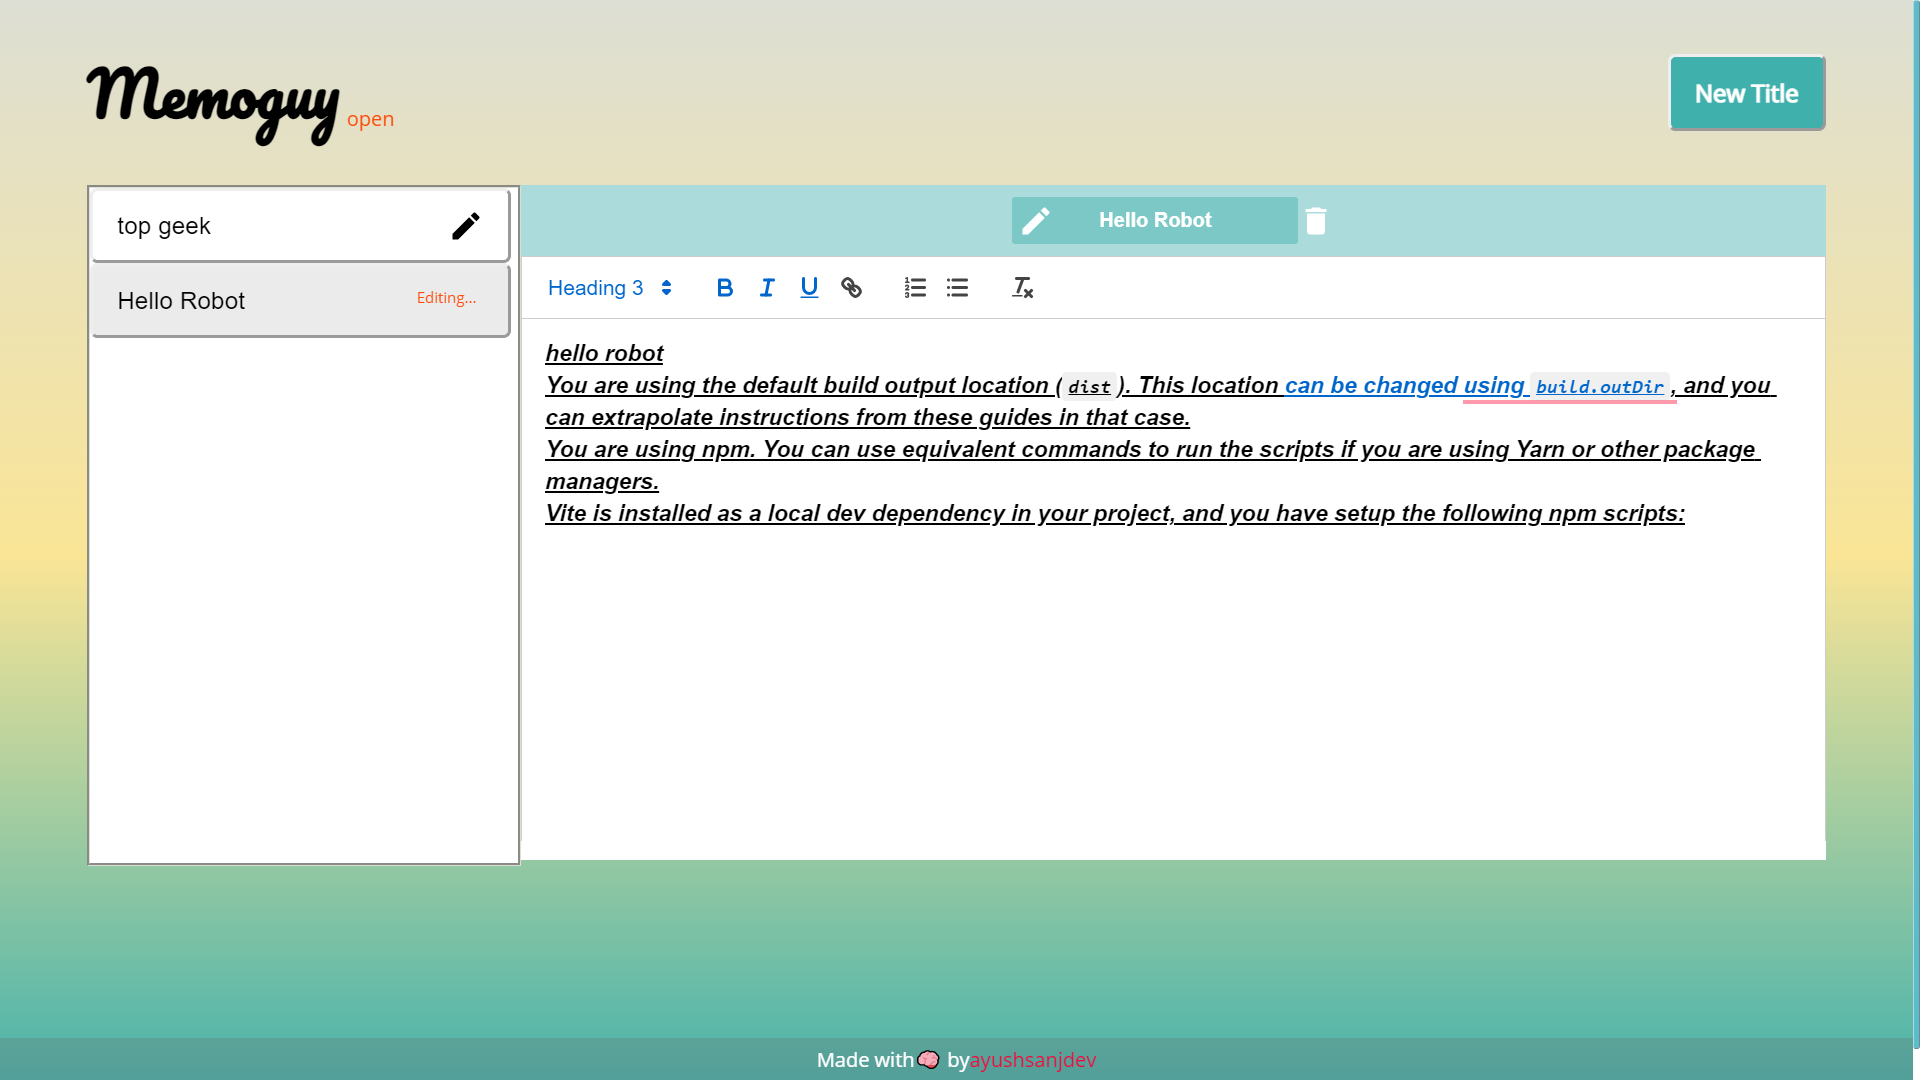 Memoguy open
New Title
top geek
Hello Robot Editing...
Hello Robot
Heading 3
hello robot
You are using the default build output location (dist). This location can be changed using build.outDir, and you
can extrapolate instructions from these guides in that case.
You are using npm. You can use equivalent commands to run the scripts if you are using Yarn or other package
managers.
Vite is installed as a local dev dependency in your project, and you have setup the following npm scripts:
Made with🧠 byayushsanjdev